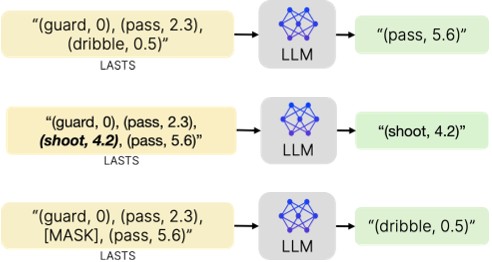 “(guard, 0), (pass, 2.3),
(dribble, 0.5)”
LASTS
LLM
“(pass, 5.6)”
“(guard, 0), (pass, 2.3),
(shoot, 4.2), (pass, 5.6)”
LASTS
LLM
“(shoot, 4.2)”
“(guard, 0), (pass, 2.3),
[MASK], (pass, 5.6)”
LASTS
LLM
“(dribble, 0.5)”